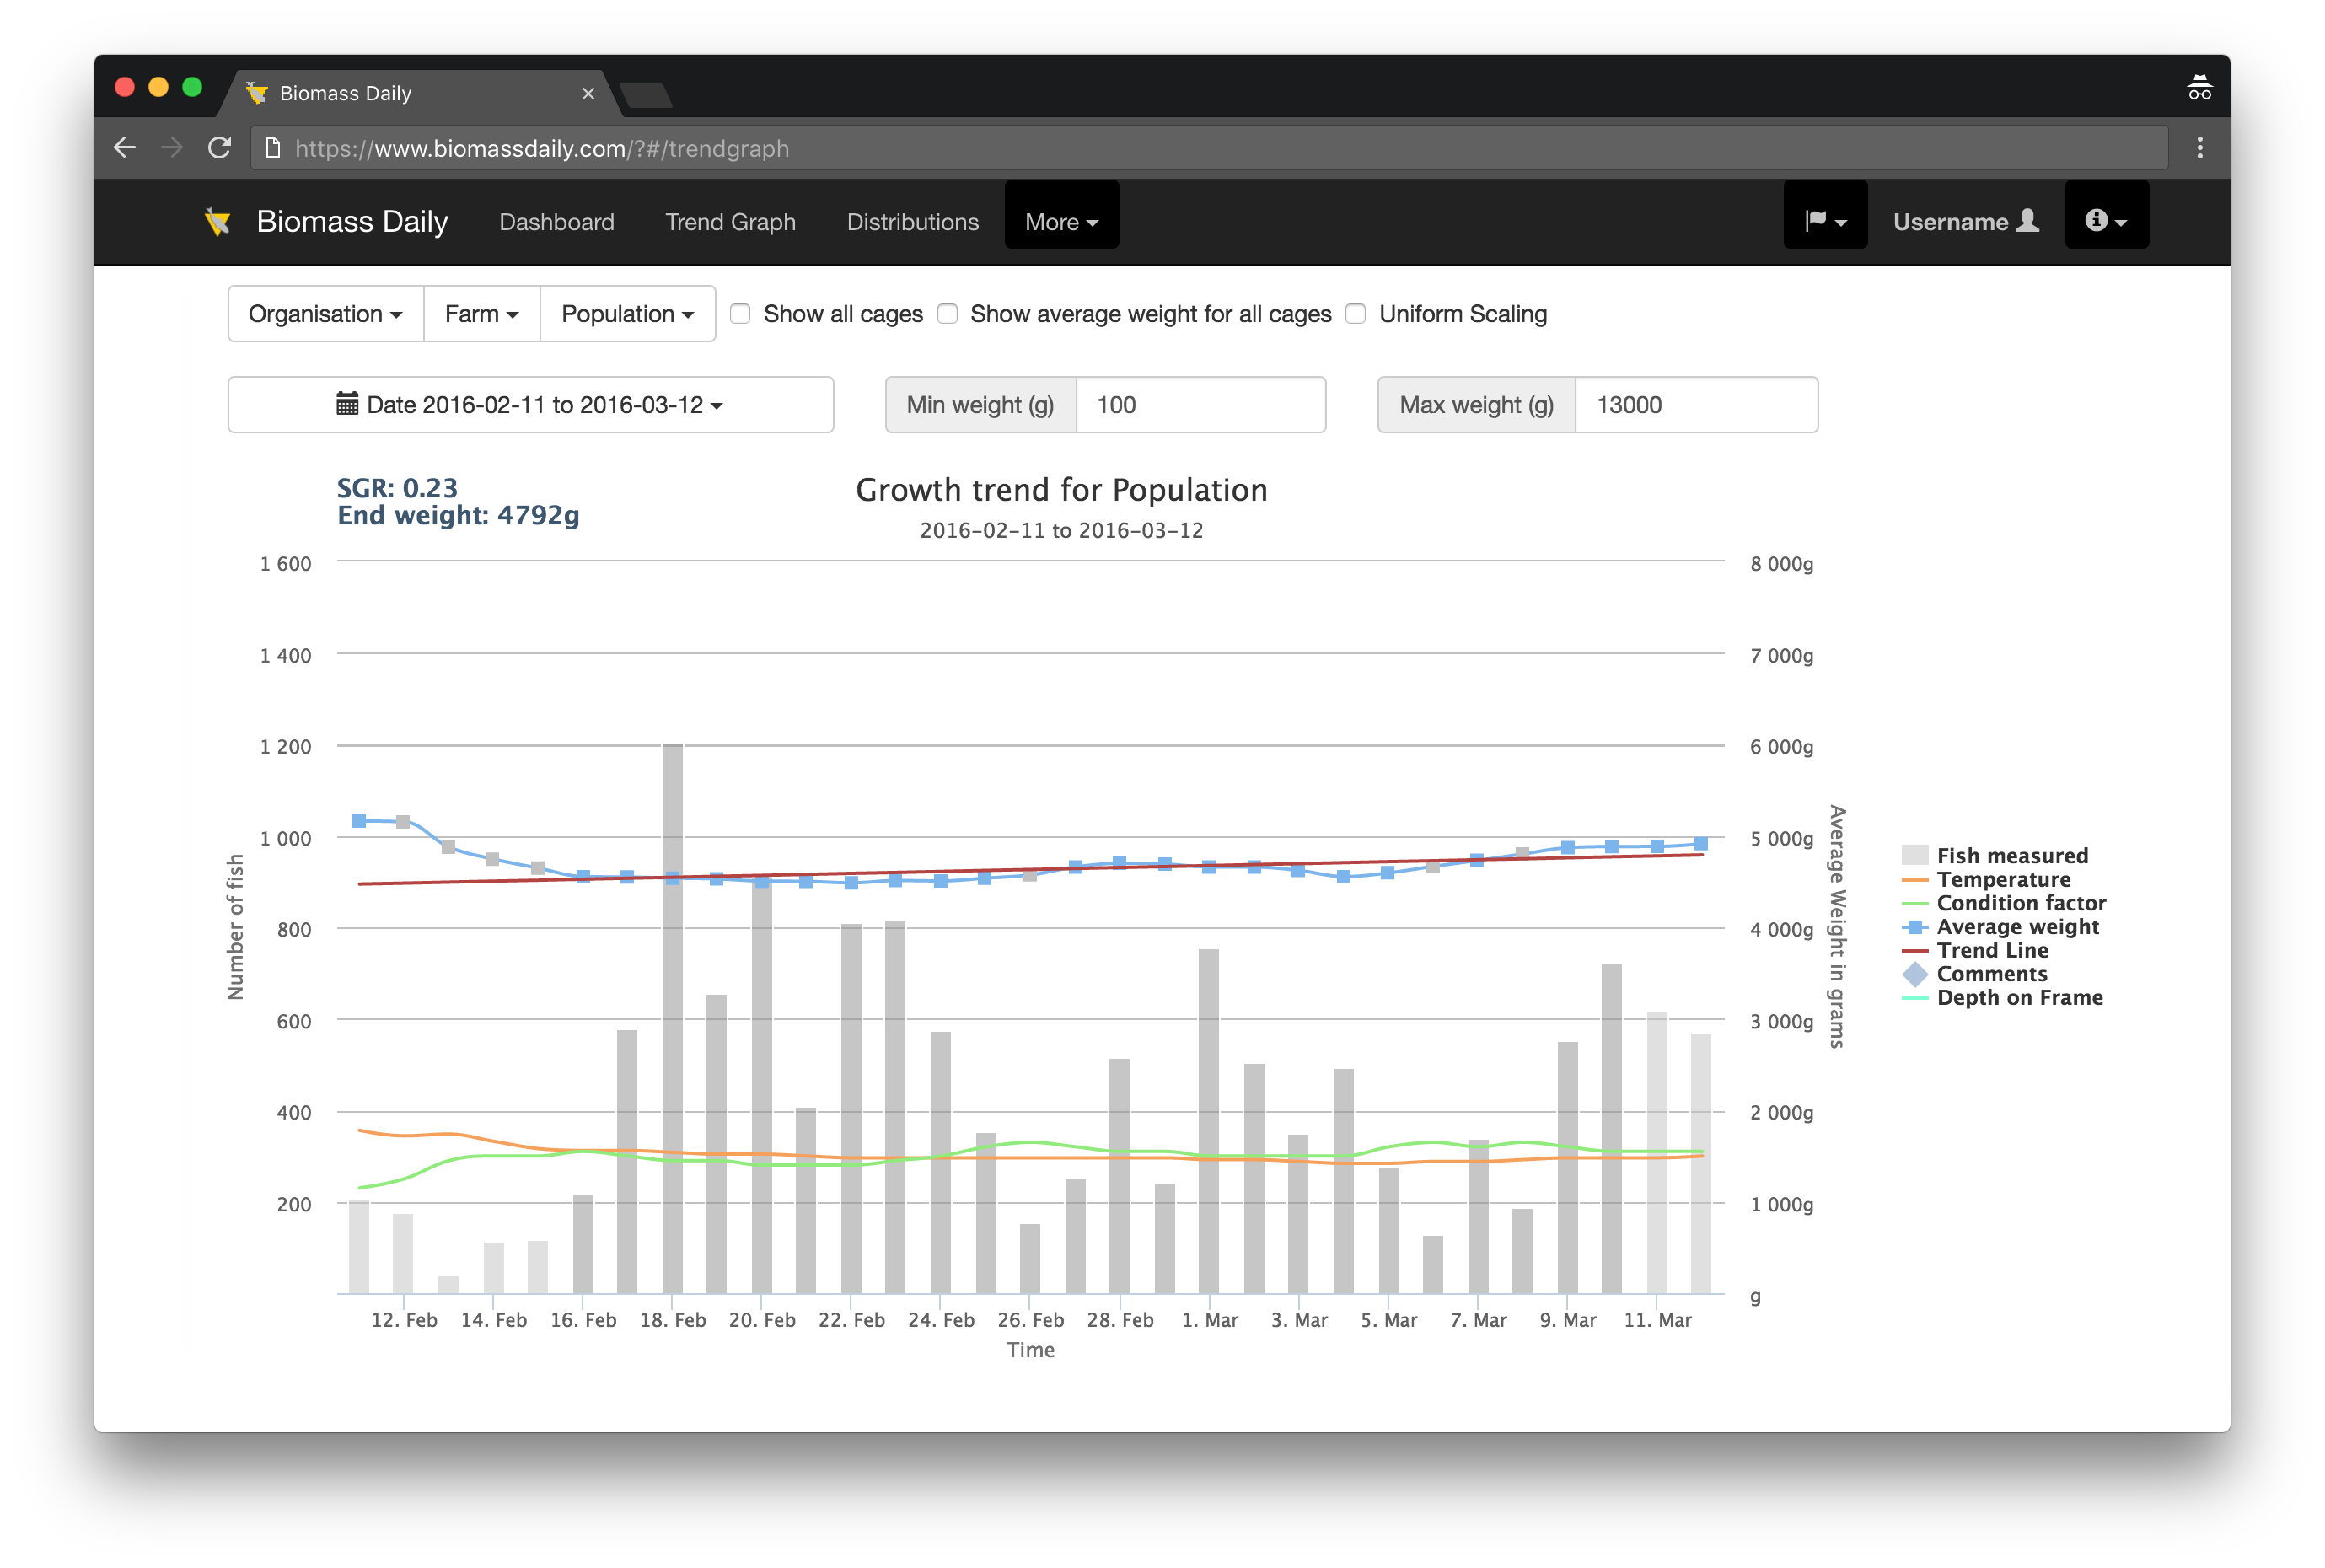 Biomass Daily
https://www.biomassdaily.com/?#/trendgraph
Biomass Daily Dashboard Trend Graph Distributions More Username
Organisation Farm Population Show all cages Show average weight for all cages Uniform Scaling
Date 2016-02-11 to 2016-03-12 Min weight (g) 100 Max weight (g) 13000
SGR: 0.23
End weight: 4792g
Growth trend for Population
2016-02-11 to 2016-03-12
Number of fish
1 600
1 400
1 200
1 000
800
600
400
200
8 000g
7 000g
6 000g
5 000g
4 000g
3 000g
2 000g
1 000g
g
Average Weight in grams
12. Feb 14. Feb 16. Feb 18. Feb 20. Feb 22. Feb 24. Feb 26. Feb 28. Feb 1. Mar 3. Mar 5. Mar 7. Mar 9. Mar 11. Mar
Time
Fish measured
Temperature
Condition factor
Average weight
Trend Line
Comments
Depth on Frame